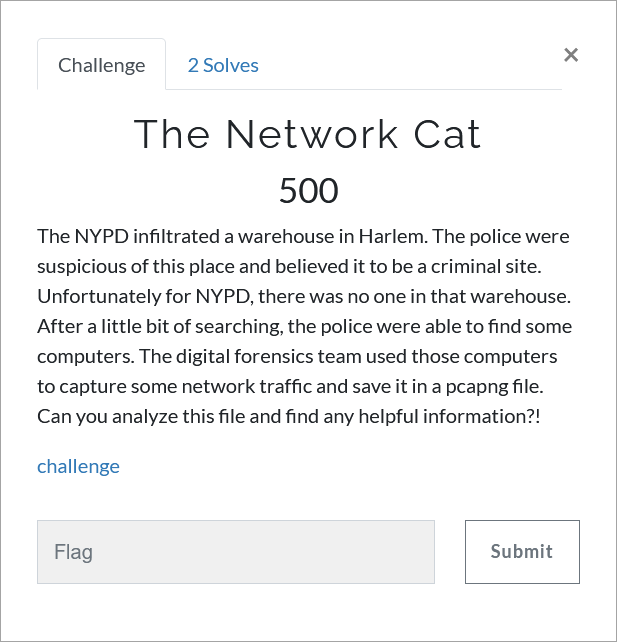 Challenge
2 Solves
×
The Network Cat
500
The NYPD infiltrated a warehouse in Harlem. The police were
suspicious of this place and believed it to be a criminal site.
Unfortunately for NYPD, there was no one in that warehouse.
After a little bit of searching, the police were able to find some
computers. The digital forensics team used those computers
to capture some network traffic and save it in a pcapng file.
Can you analyze this file and find any helpful information?!
challenge
Flag
Submit